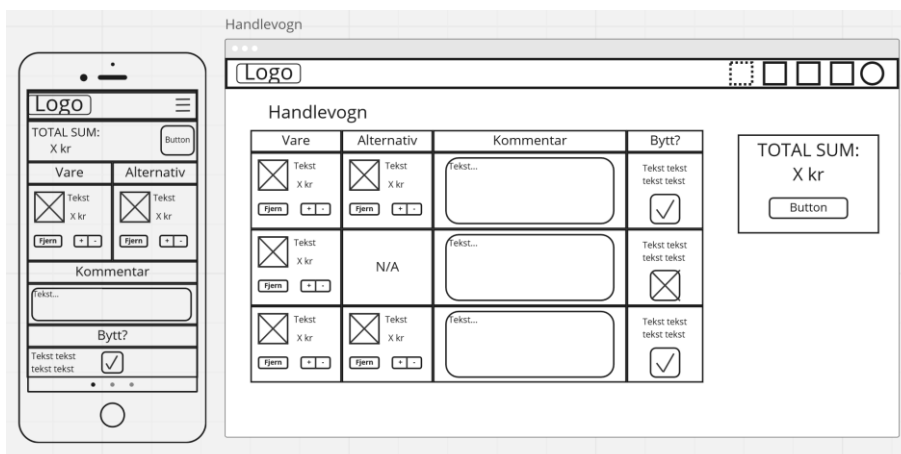 Handlevogn
Logo
TOTAL SUM:
X kr
Button
Vare Alternativ
Tekst Tekst
X kr X kr
Fjern + - Fjern + -
Kommentar
Tekst...
Bytt?
Tekst tekst
tekst tekst
Logo
Handlevogn
Vare Alternativ Kommentar Bytt?
Tekst Tekst Tekst... Tekst tekst
X kr X kr tekst tekst
Fjern + - Fjern + -
Tekst Tekst... Tekst tekst
X kr N/A tekst tekst
Fjern + -
Tekst Tekst Tekst... Tekst tekst
X kr X kr tekst tekst
Fjern + - Fjern + -
TOTAL SUM:
X kr
Button